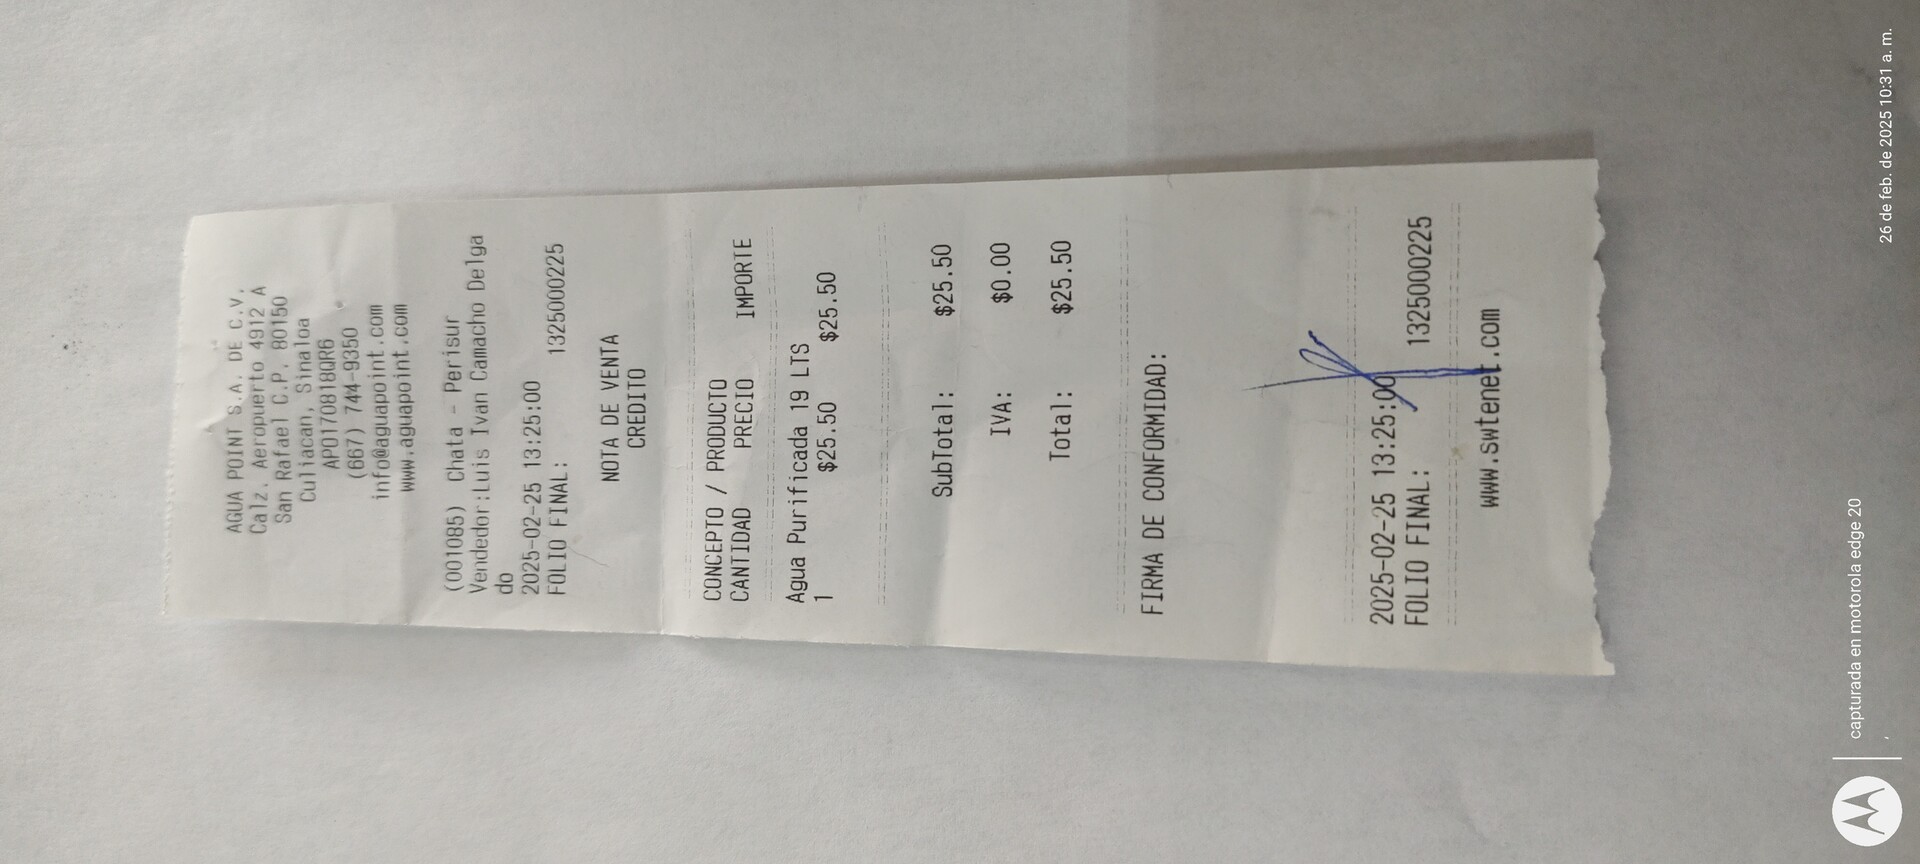 AGUA POINT S.A. DE C.V.
Calz. Aeropuerto 4912 A
San Rafael C.P. 80150
Culiacan, Sinaloa
APO170818QR6
(667) 744-9350
info@aguapoint.com
www.aguapoint.com
(001085) Chata - Perisur
Vendedor:Luis Ivan Camacho Delga
do
2025-02-25 13:25:00
FOLIO FINAL: 1325000225
NOTA DE VENTA
CREDITO
CONCEPTO / PRODUCTO
CANTIDAD PRECIO IMPORTE
Agua Purificada 19 LTS
1 $25.50 $25.50
SubTotal: $25.50
IVA: $0.00
Total: $25.50
FIRMA DE CONFORMIDAD:
2025-02-25 13:25:00
FOLIO FINAL: 1325000225
www.swtenet.com
capturada en motorola edge 20
26 de feb. de 2025 10:31 a. m.